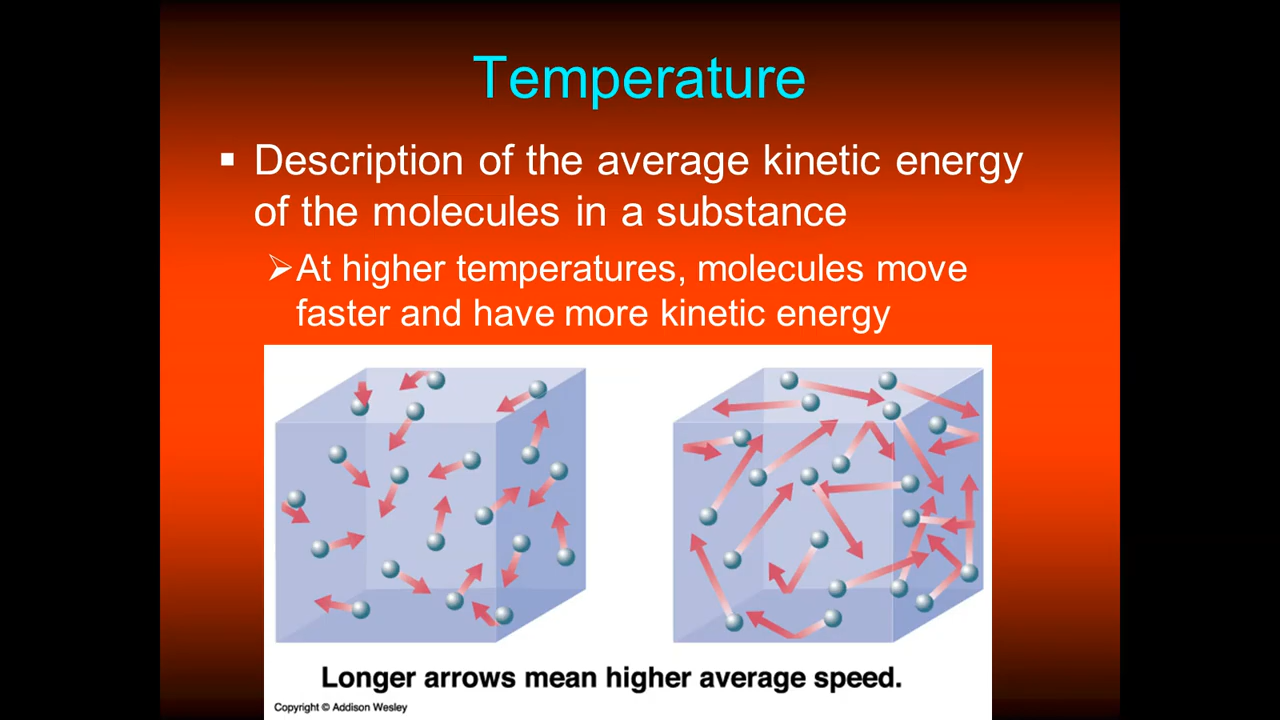 Temperature
▪ Description of the average kinetic energy
of the molecules in a substance
➢At higher temperatures, molecules move
faster and have more kinetic energy
Longer arrows mean higher average speed.
Copyright © Addison Wesley